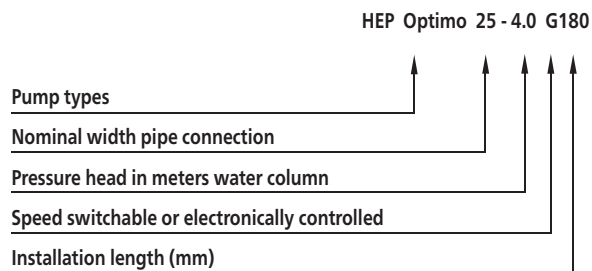 HEP Optimo 25 - 4.0 G180
Pump types
Nominal width pipe connection
Pressure head in meters water column
Speed switchable or electronically controlled
Installation length (mm)